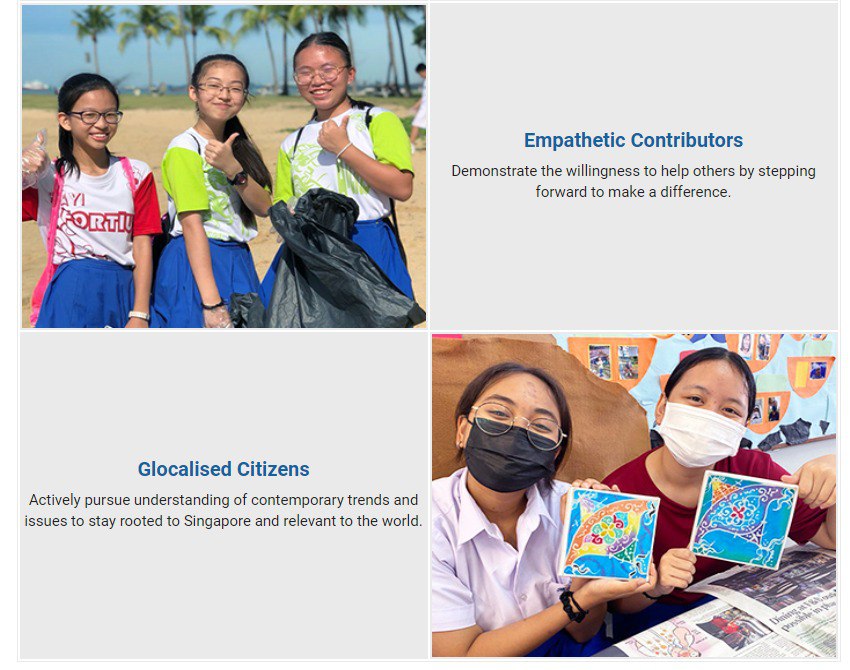 Empathetic Contributors
Demonstrate the willingness to help others by stepping
forward to make a difference.
AYI
FORTIU
Glocalised Citizens
Actively pursue understanding of contemporary trends and
issues to stay rooted to Singapore and relevant to the world.